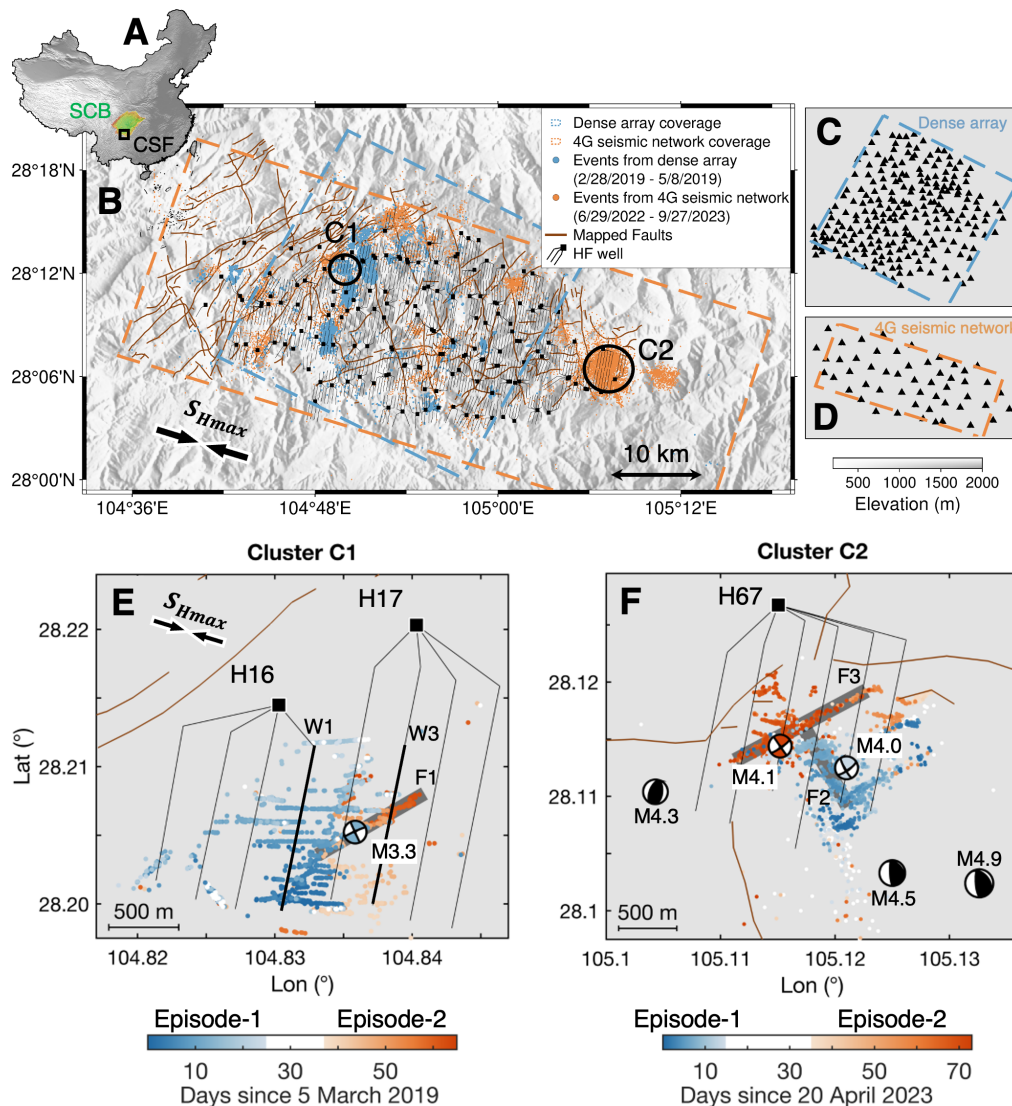 A
SCB
CSF
B
28°18'N
28°12'N
28°06'N
28°00'N
104°36'E
104°48'E
105°00'E
105°12'E
C1
C2
S_Hmax
10 km
Dense array coverage
4G seismic network coverage
Events from dense array
(2/28/2019 - 5/8/2019)
Events from 4G seismic network
(6/29/2022 - 9/27/2023)
Mapped Faults
HF well
C
Dense array
4G seismic network
D
500 1000 1500 2000
Elevation (m)
Cluster C1
E
S_Hmax
H17
H16
W1
W3
F1
M3.3
500 m
28.22
28.21
28.20
Lat (°)
104.82
104.83
104.84
Lon (°)
Episode-1
Episode-2
10 30 50
Days since 5 March 2019
Cluster C2
F
H67
F3
M4.0
M4.1
F2
M4.3
M4.9
M4.5
500 m
28.12
28.11
28.1
105.1
105.11
105.12
105.13
Lon (°)
Episode-1
Episode-2
10 30 50 70
Days since 20 April 2023